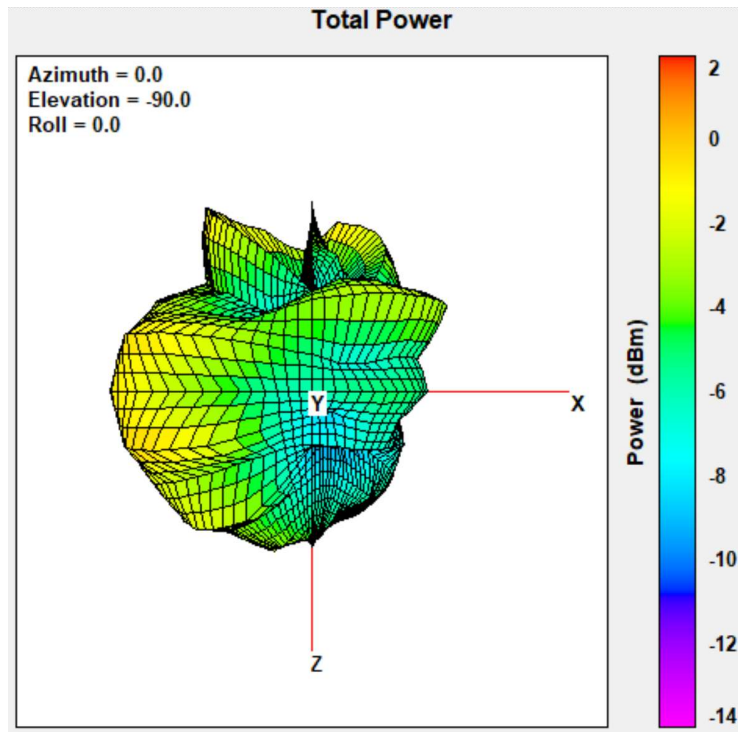 Total Power
Azimuth = 0.0
Elevation = -90.0
Roll = 0.0
Y
X
Z
2
0
-2
-4
-6
-8
-10
-12
-14
Power (dBm)